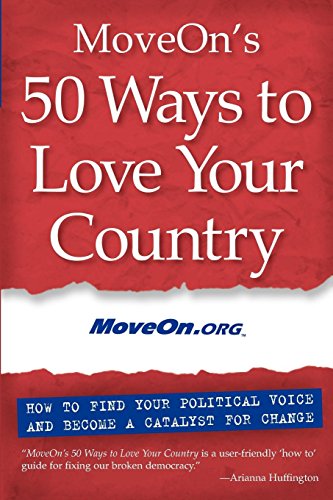 MoveOn's
50 Ways to
Love Your
Country
MoveOn.ORG™
HOW TO FIND YOUR POLITICAL VOICE
AND BECOME A CATALYST FOR CHANGE
"MoveOn's 50 Ways to Love Your Country is a user-friendly 'how to'
guide for fixing our broken democracy."
—Arianna Huffington